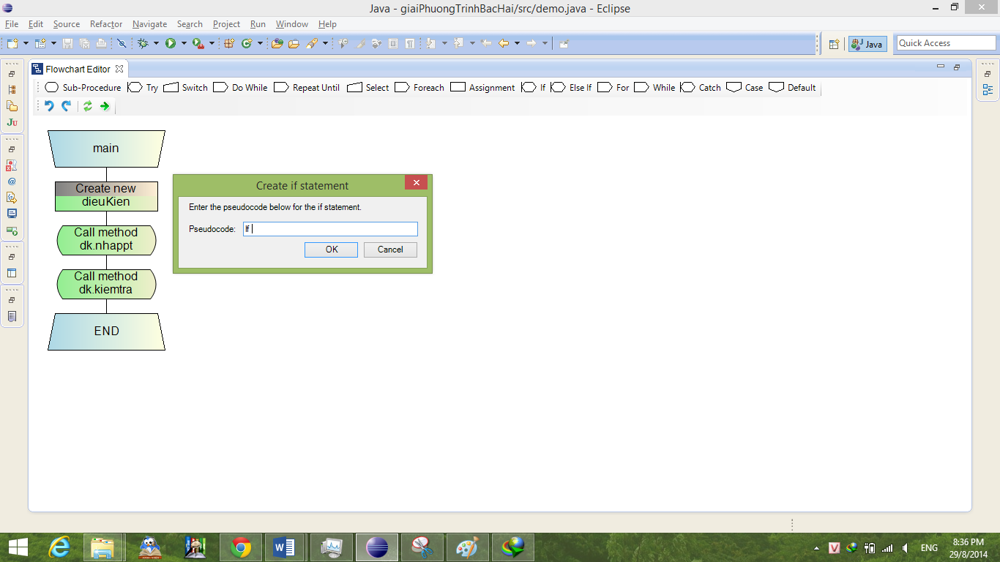 Java - giaiPhuongTrinhBacHai/src/demo.java - Eclipse
File Edit Source Refactor Navigate Search Project Run Window Help
Java
Quick Access
Flowchart Editor
Sub-Procedure Try Switch Do While Repeat Until Select Foreach Assignment If Else If For While Catch Case Default
main
Create new
dieuKien
Call method
dk.nhappt
Call method
dk.kiemtra
END
Create if statement
Enter the pseudocode below for the if statement.
Pseudocode: If
OK Cancel
ENG
8:36 PM
29/8/2014